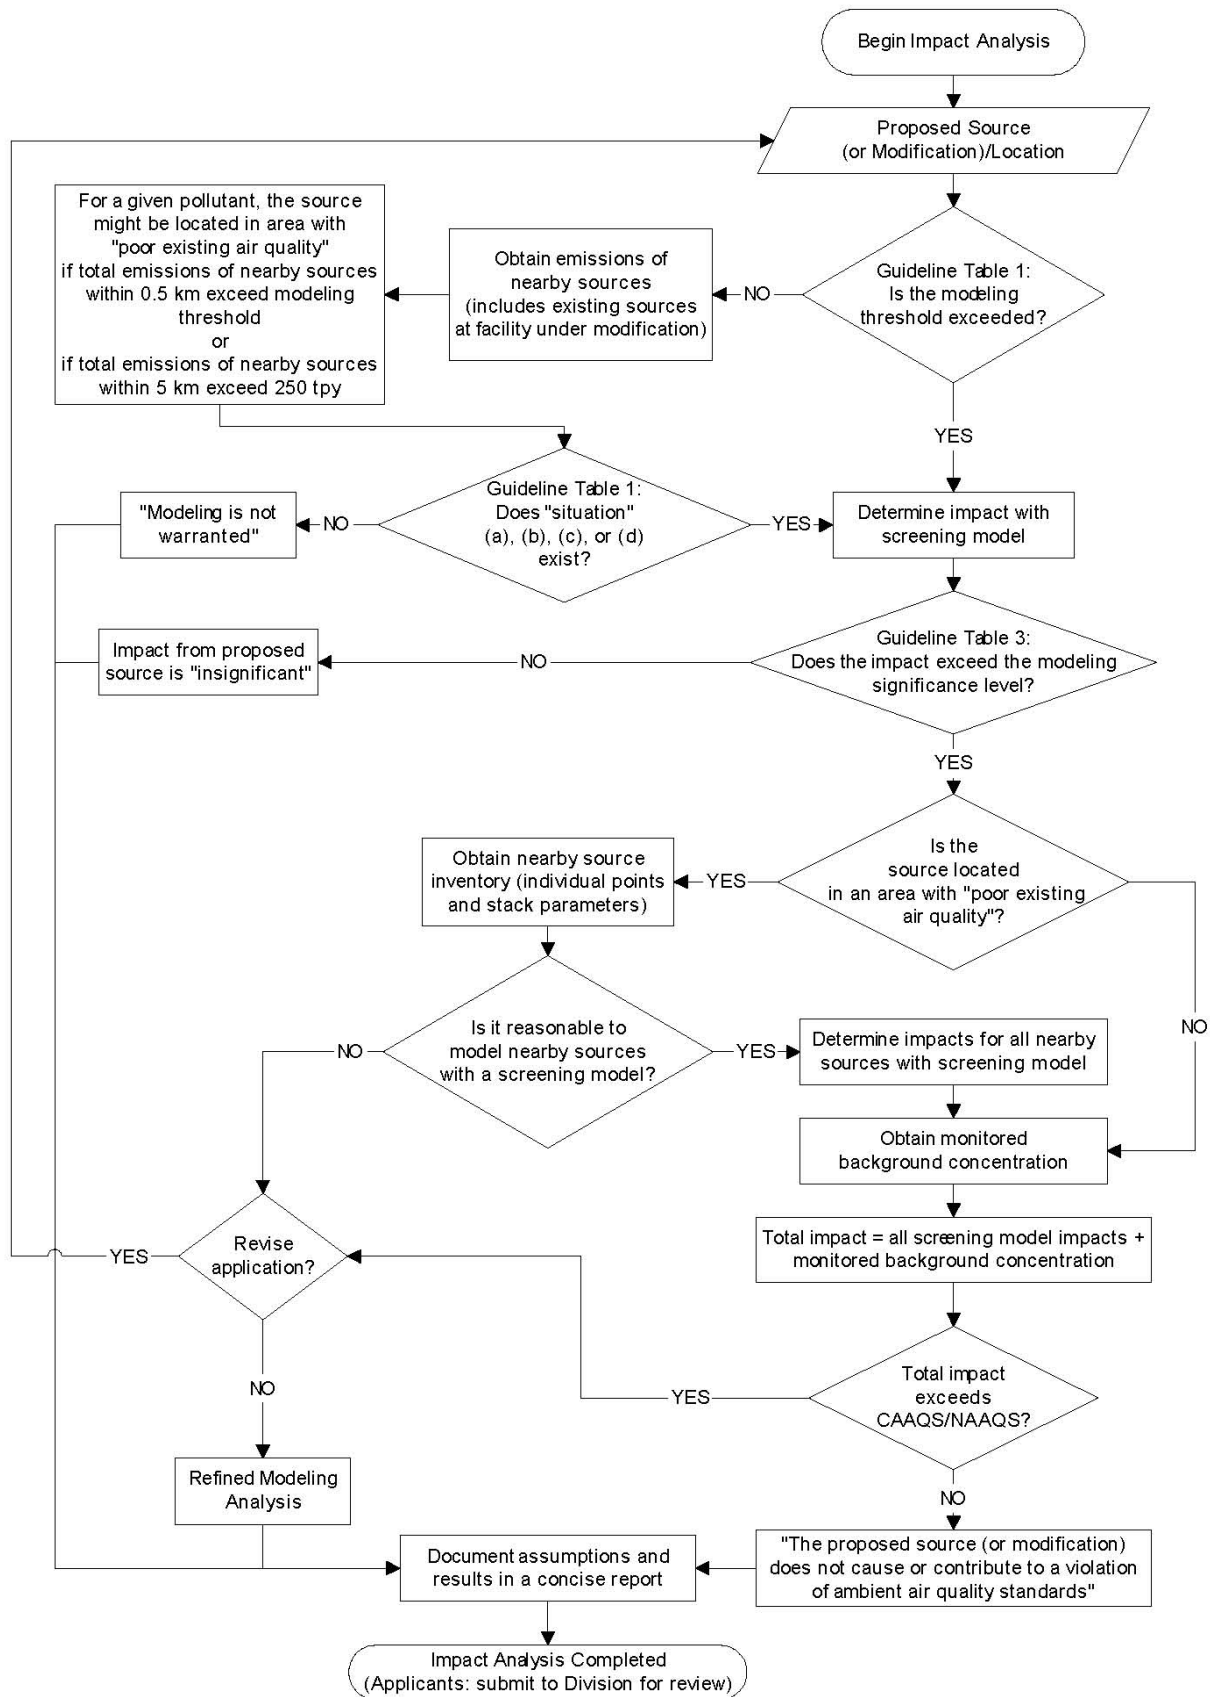 Begin Impact Analysis
Proposed Source
(or Modification)/Location
For a given pollutant, the source
might be located in area with
"poor existing air quality"
if total emissions of nearby sources
within 0.5 km exceed modeling
threshold
or
if total emissions of nearby sources
within 5 km exceed 250 tpy
Obtain emissions of
nearby sources
(includes existing sources
at facility under modification)
NO
Guideline Table 1:
Is the modeling
threshold exceeded?
YES
"Modeling is not
warranted"
NO
Guideline Table 1:
Does "situation"
(a), (b), (c), or (d)
exist?
YES
Determine impact with
screening model
Impact from proposed
source is "insignificant"
NO
Guideline Table 3:
Does the impact exceed the modeling
significance level?
YES
Obtain nearby source
inventory (individual points
and stack parameters)
YES
Is the
source located
in an area with "poor existing
air quality"?
NO
NO
Is it reasonable to
model nearby sources
with a screening model?
YES
Determine impacts for all nearby
sources with screening model
Obtain monitored
background concentration
YES
Revise
application?
Total impact = all screening model impacts +
monitored background concentration
NO
YES
Total impact
exceeds
CAAQS/NAAQS?
Refined Modeling
Analysis
NO
Document assumptions and
results in a concise report
"The proposed source (or modification)
does not cause or contribute to a violation
of ambient air quality standards"
Impact Analysis Completed
(Applicants: submit to Division for review)